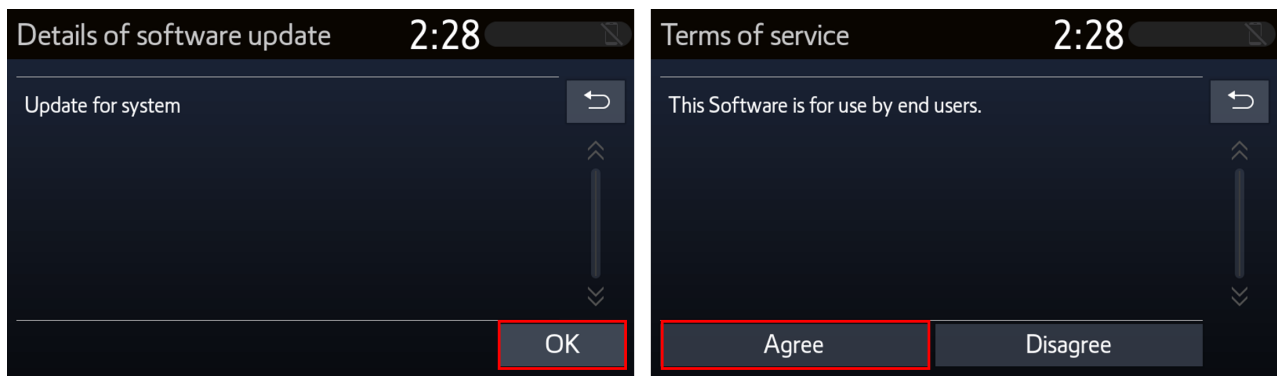 Details of software update 2:28
Update for system
OK
Terms of service 2:28
This Software is for use by end users.
Agree Disagree